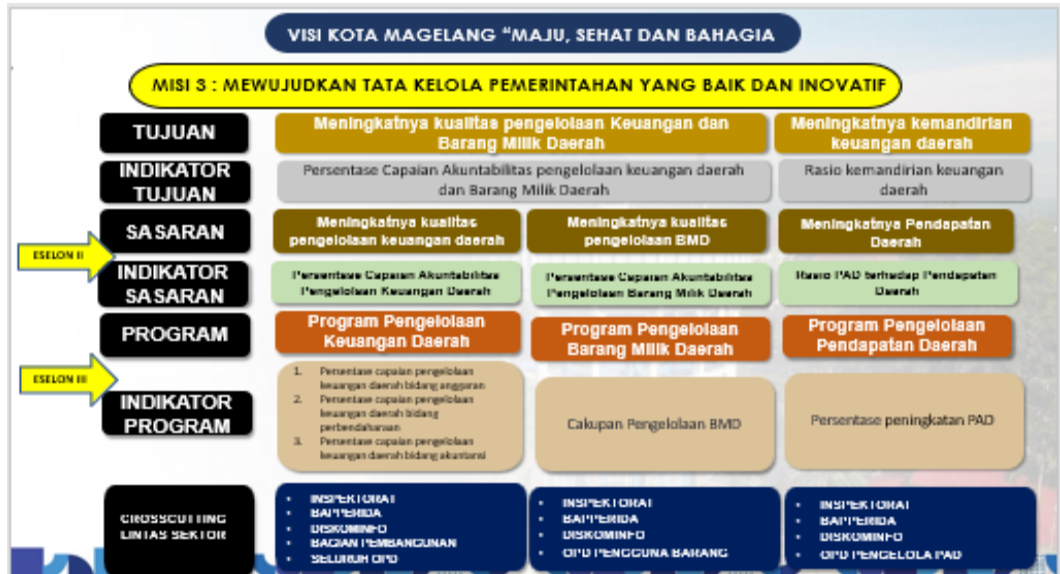 VISI KOTA MAGELANG “MAJU, SEHAT DAN BAHAGIA
MISI 3 : MEWUJUDKAN TATA KELOLA PEMERINTAHAN YANG BAIK DAN INOVATIF
TUJUAN
Meningkatnya kualitas pengelolaan Keuangan dan
Barang Milik Daerah
Meningkatnya kemandirian
keuangan daerah
INDIKATOR
TUJUAN
Persentase Capaian Akuntabilitas pengelolaan keuangan daerah
dan Barang Milik Daerah
Rasio kemandirian keuangan
daerah
ESELON II
SASARAN
Meningkatnya kualitas
pengelolaan keuangan daerah
Meningkatnya kualitas
pengelolaan BMD
Meningkatnya Pendapatan
Daerah
INDIKATOR
SASARAN
Persentase Capaian Akuntabilitas
Pengelolaan Keuangan Daerah
Persentase Capaian Akuntabilitas
Pengelolaan Barang Milik Daerah
Rasio PAD terhadap Pendapatan
Daerah
ESELON III
PROGRAM
Program Pengelolaan
Keuangan Daerah
Program Pengelolaan
Barang Milik Daerah
Program Pengelolaan
Pendapatan Daerah
INDIKATOR
PROGRAM
1. Persentase capaian pengelolaan
keuangan daerah bidang anggaran
2. Persentase capaian pengelolaan
keuangan daerah bidang
perbendaharaan
3. Persentase capaian pengelolaan
keuangan daerah bidang akuntansi
Cakupan Pengelolaan BMD
Persentase peningkatan PAD
CROSSCUTTING
LINTAS SEKTOR
• INSPEKTORAT
• BAPPERIDA
• DISKOMINFO
• BAGIAN PEMBANGUNAN
• SELURUH OPD
• INSPEKTORAT
• BAPPERIDA
• DISKOMINFO
• OPD PENGGUNA BARANG
• INSPEKTORAT
• BAPPERIDA
• DISKOMINFO
• OPD PENGELOLA PAD